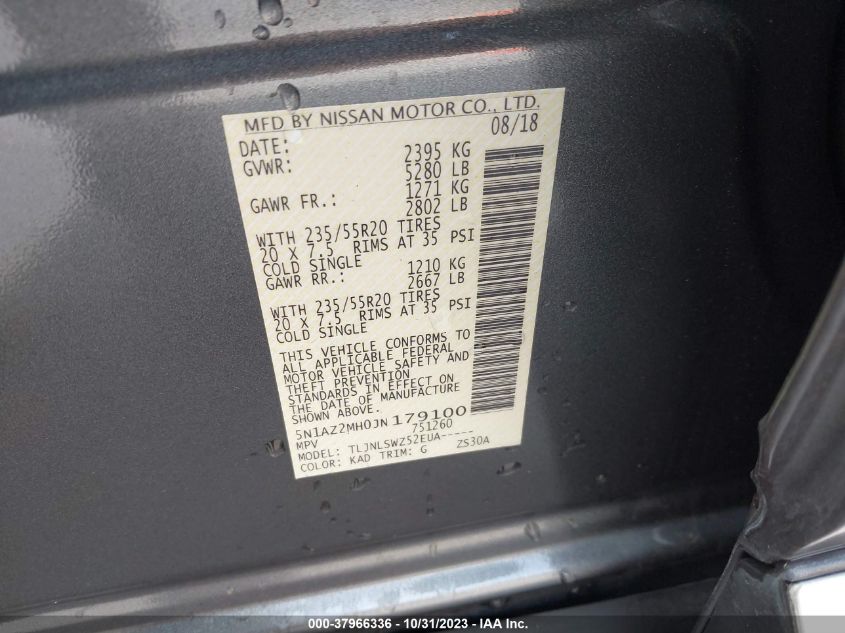 MFD BY NISSAN MOTOR CO., LTD.
DATE: 08/18
GVWR: 2395 KG
5280 LB
GAWR FR.: 1271 KG
2802 LB
WITH 235/55R20 TIRES
20 X 7.5 RIMS AT 35 PSI
COLD SINGLE
GAWR RR.: 1210 KG
2667 LB
WITH 235/55R20 TIRES
20 X 7.5 RIMS AT 35 PSI
COLD SINGLE
THIS VEHICLE CONFORMS TO
ALL APPLICABLE FEDERAL
MOTOR VEHICLE SAFETY AND
THEFT PREVENTION
STANDARDS IN EFFECT ON
THE DATE OF MANUFACTURE
SHOWN ABOVE.
5N1AZ2MH0JN179100
MPV 751260
MODEL: TLJNLSWZ52EUA-----
COLOR: KAD TRIM: G ZS30A
000-37966336 - 10/31/2023 - IAA Inc.